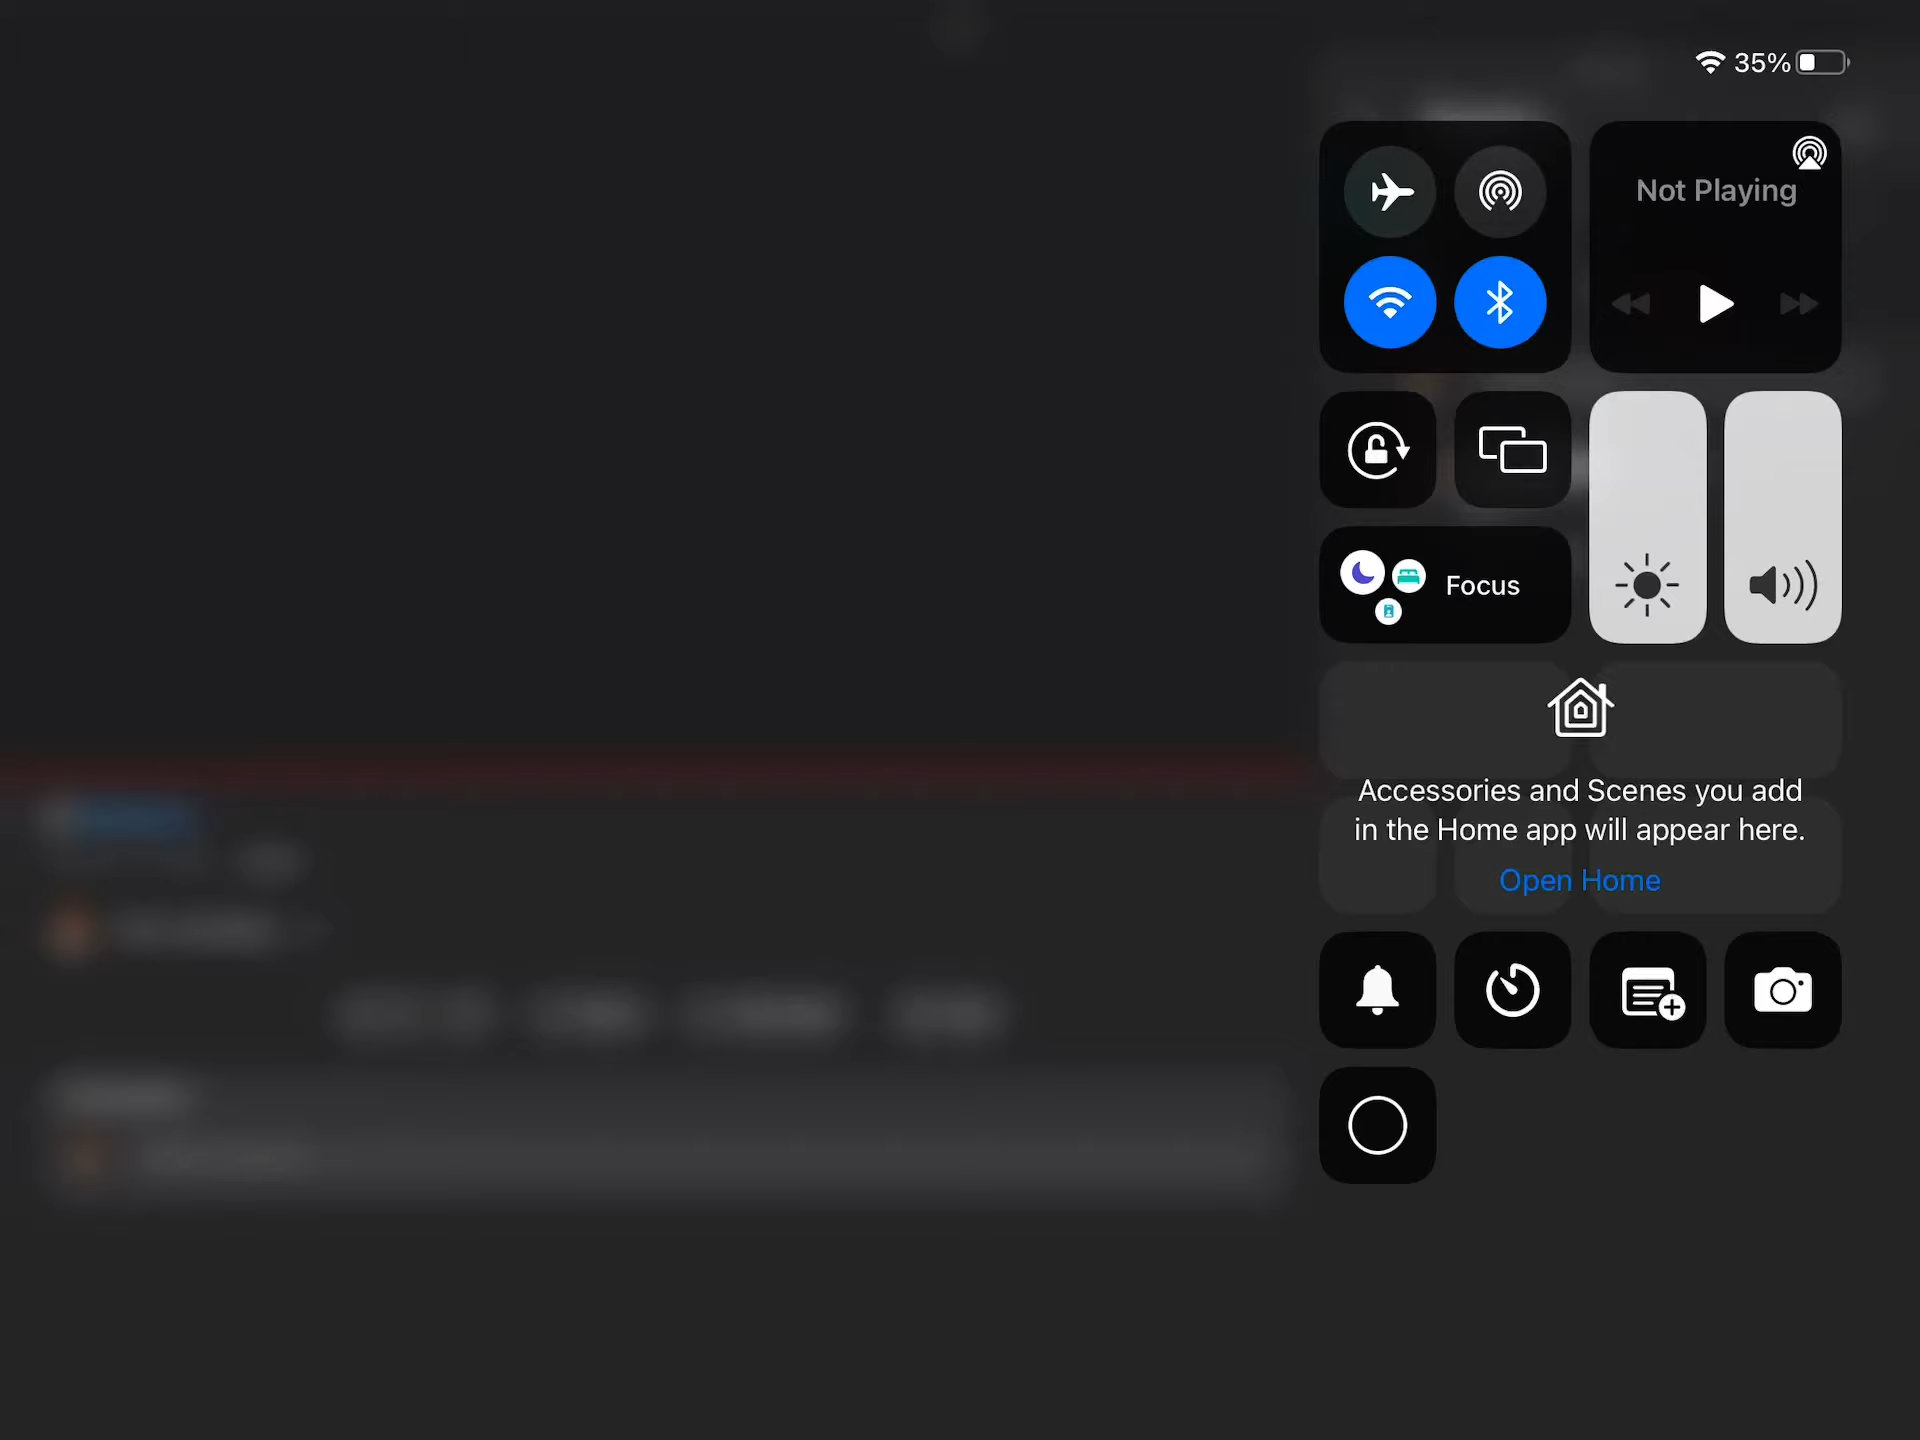 35%
Not Playing
Focus
Accessories and Scenes you add
in the Home app will appear here.
Open Home